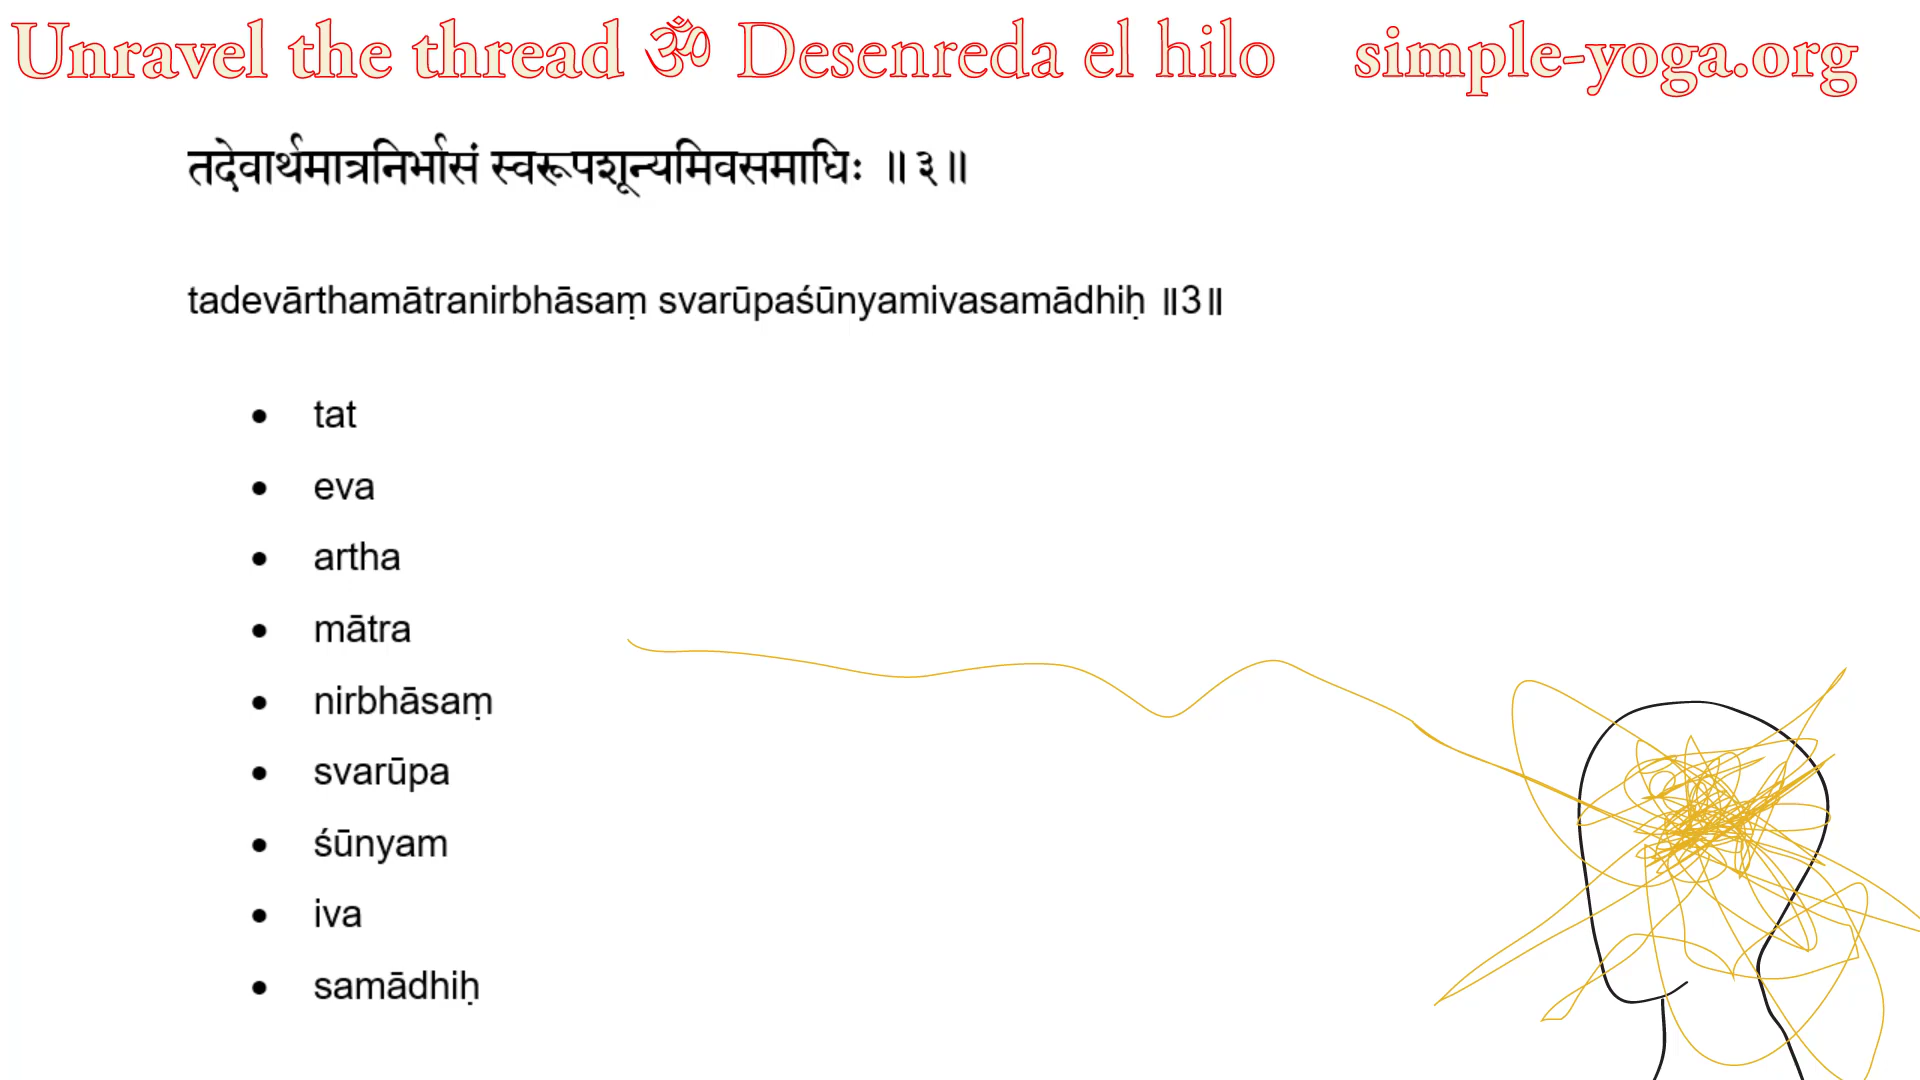 Unravel the thread ॐ Desenreda el hilo simple-yoga.org
तदेवार्थमात्रनिर्भासं स्वरूपशून्यमिवसमाधिः ॥३॥
tadevārthamātranirbhāsaṃ svarūpaśūnyamivasamādhiḥ ॥3॥
• tat
• eva
• artha
• mātra
• nirbhāsaṃ
• svarūpa
• śūnyam
• iva
• samādhiḥ